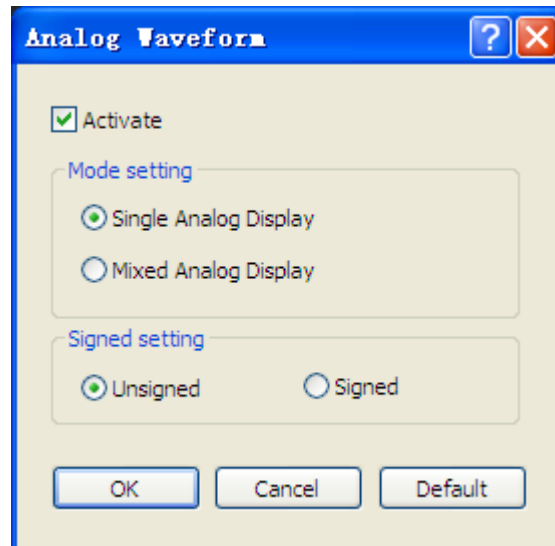 Analog Waveform
Activate
Mode setting
Single Analog Display
Mixed Analog Display
Signed setting
Unsigned Signed
OK Cancel Default